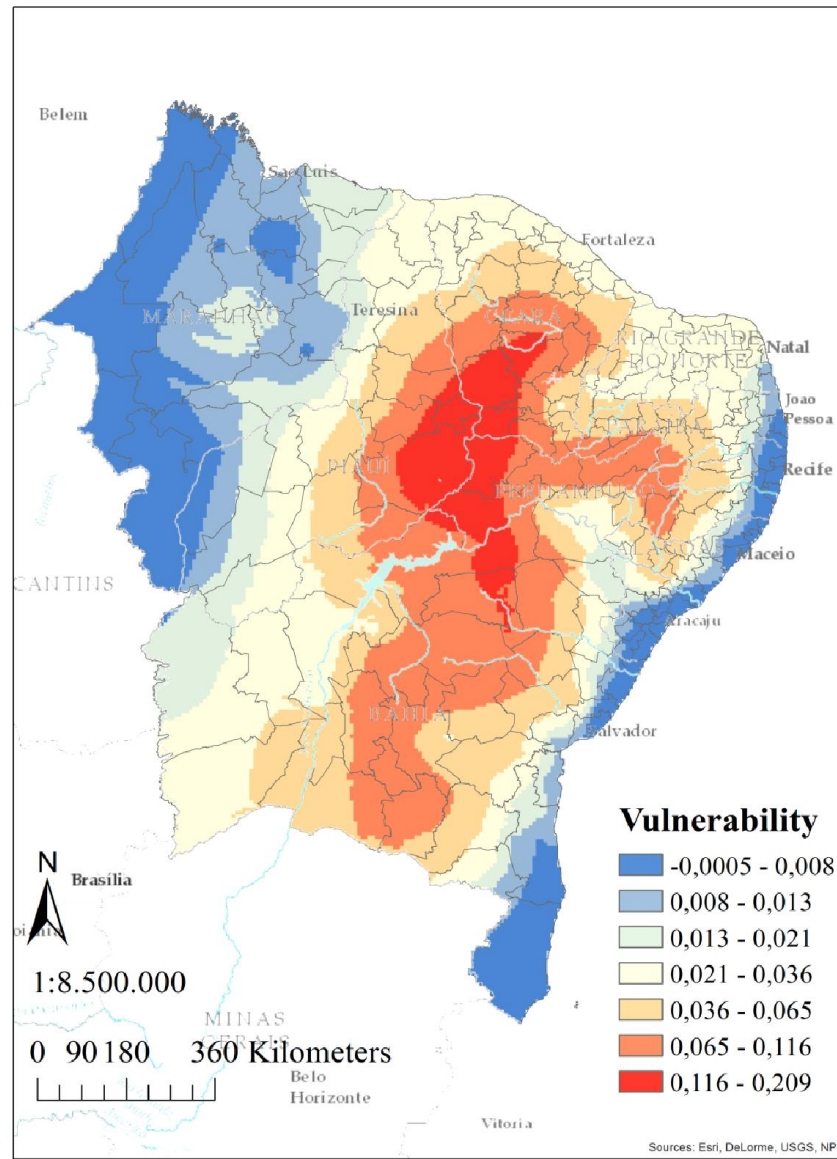 Belem
Sao Luis
Fortaleza
MARANHAO
Teresina
CEARÁ
RIO GRANDE
DO NORTE
Natal
Joao
Pessoa
PARAIBA
PIAUÍ
Recife
PERNAMBUCO
ALAGOAS
Maceio
CANTINS
Aracaju
BAHIA
Salvador
Vulnerability
N
-0,0005 - 0,008
Brasília
0,008 - 0,013
0,013 - 0,021
1:8.500.000
0,021 - 0,036
0,036 - 0,065
MINAS
GERAIS
0 90 180 360 Kilometers
0,065 - 0,116
Belo
Horizonte
0,116 - 0,209
Vitoria
Sources: Esri, DeLorme, USGS, NP